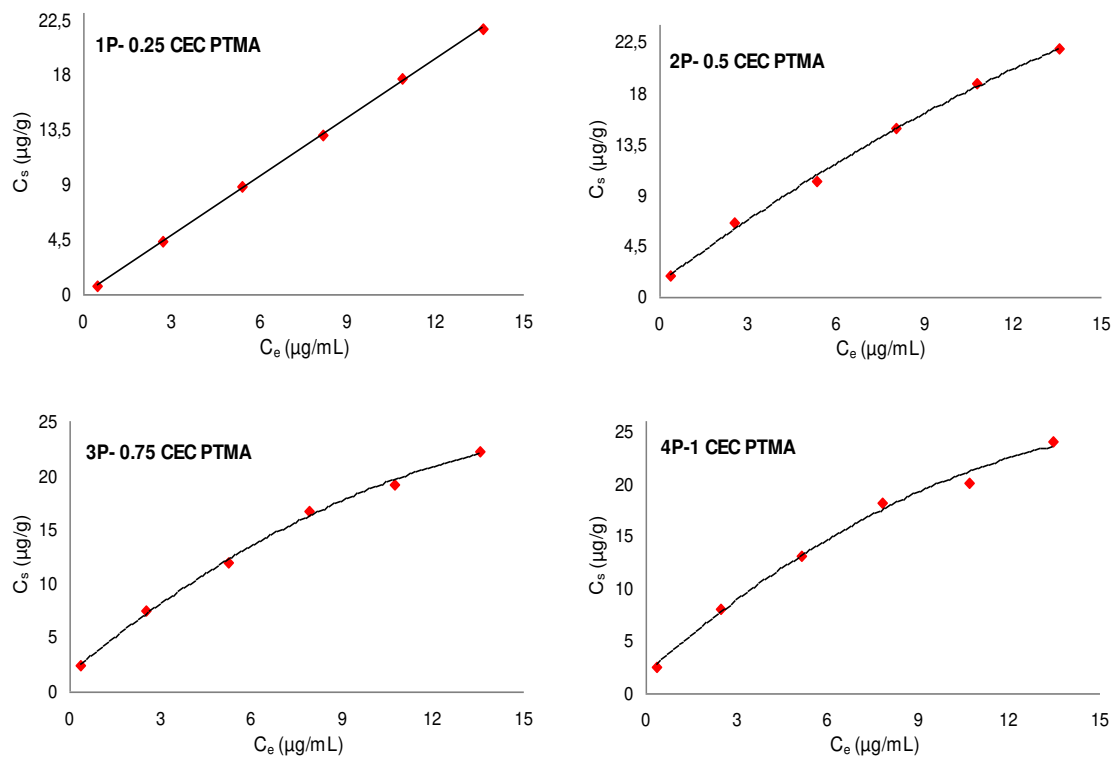 1P- 0.25 CEC PTMA
22,5
18
13,5
9
4,5
0
Cₛ (µg/g)
0 3 6 9 12 15
Cₑ (µg/mL)
2P- 0.5 CEC PTMA
22,5
18
13,5
9
4,5
0
Cₛ (µg/g)
0 3 6 9 12 15
Cₑ (µg/mL)
3P- 0.75 CEC PTMA
25
20
15
10
5
0
Cₛ (µg/g)
0 3 6 9 12 15
Cₑ (µg/mL)
4P-1 CEC PTMA
25
20
15
10
5
0
Cₛ (µg/g)
0 3 6 9 12 15
Cₑ (µg/mL)